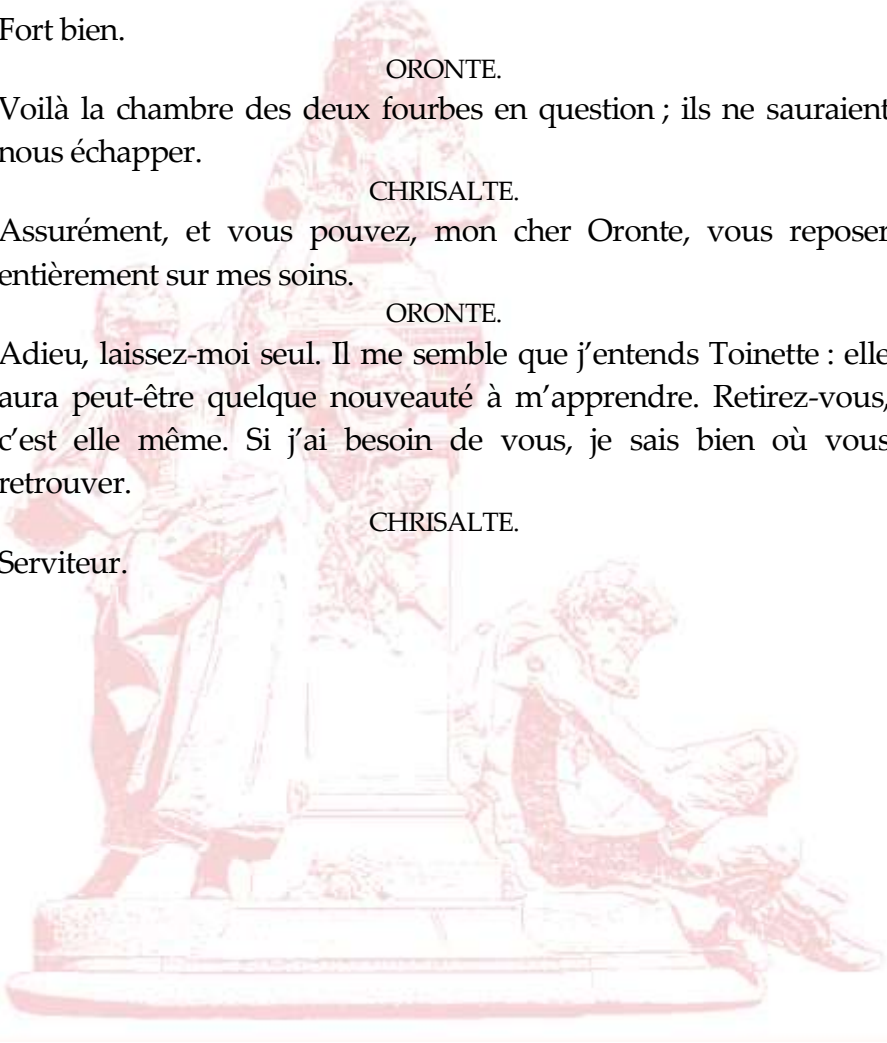 Fort bien.
ORONTE.
Voilà la chambre des deux fourbes en question ; ils ne sauraient
nous échapper.
CHRISALTE.
Assurément, et vous pouvez, mon cher Oronte, vous reposer
entièrement sur mes soins.
ORONTE.
Adieu, laissez-moi seul. Il me semble que j’entends Toinette : elle
aura peut-être quelque nouveauté à m’apprendre. Retirez-vous,
c’est elle même. Si j’ai besoin de vous, je sais bien où vous
retrouver.
CHRISALTE.
Serviteur.